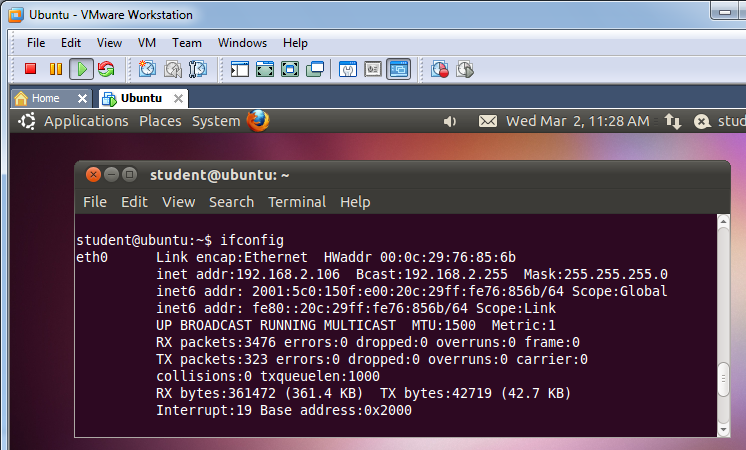 Ubuntu - VMware Workstation
File Edit View VM Team Windows Help
Home Ubuntu
Applications Places System Wed Mar 2, 11:28 AM stud
student@ubuntu: ~
File Edit View Search Terminal Help
student@ubuntu:~$ ifconfig
eth0 Link encap:Ethernet HWaddr 00:0c:29:76:85:6b
inet addr:192.168.2.106 Bcast:192.168.2.255 Mask:255.255.255.0
inet6 addr: 2001:5c0:150f:e00:20c:29ff:fe76:856b/64 Scope:Global
inet6 addr: fe80::20c:29ff:fe76:856b/64 Scope:Link
UP BROADCAST RUNNING MULTICAST MTU:1500 Metric:1
RX packets:3476 errors:0 dropped:0 overruns:0 frame:0
TX packets:323 errors:0 dropped:0 overruns:0 carrier:0
collisions:0 txqueuelen:1000
RX bytes:361472 (361.4 KB) TX bytes:42719 (42.7 KB)
Interrupt:19 Base address:0x2000